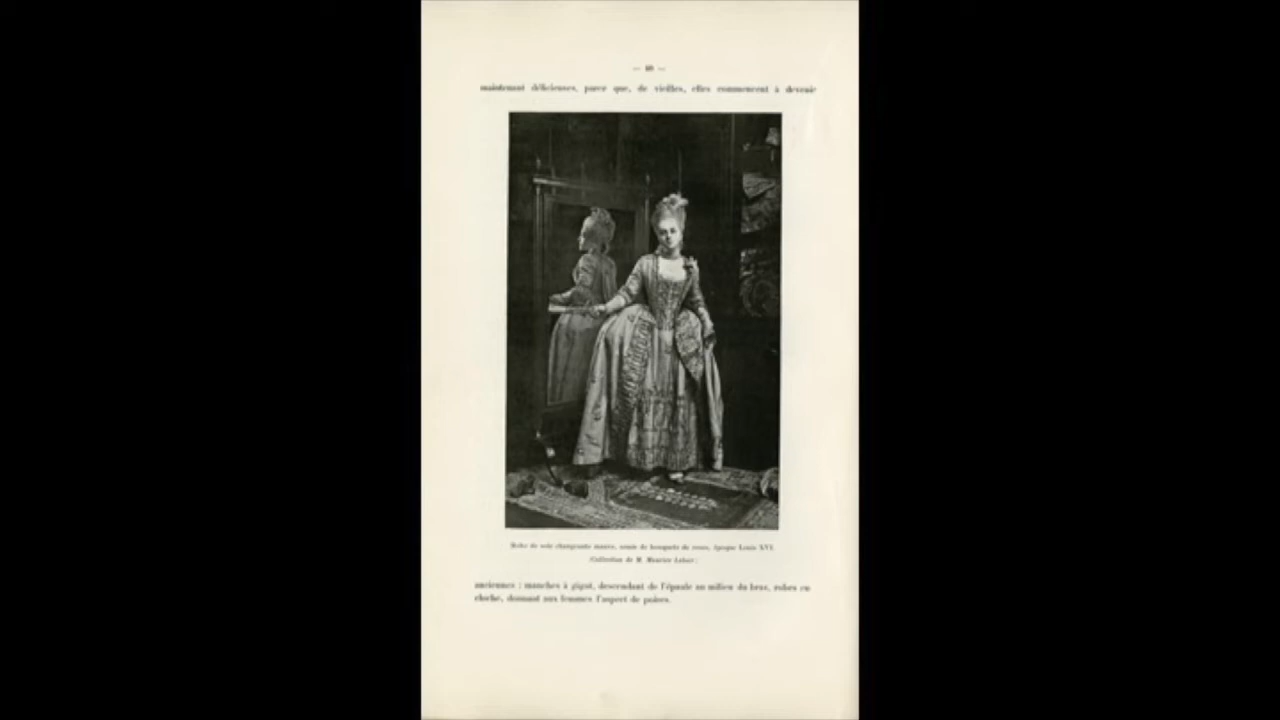 maintenant délicieuses, parce que, de vieilles, elles commencent à devenir
Robe de soie changeante mauve, semée de bouquets de roses, époque Louis XVI.
(Collection de M. Maurice Leloir)
anciennes : manches à gigot, descendant de l'épaule au milieu du bras, robes en
cloche, donnant aux femmes l'aspect de poires.